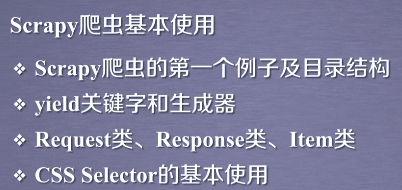 Scrapy爬虫基本使用
❖ Scrapy爬虫的第一个例子及目录结构
❖ yield关键字和生成器
❖ Request类、Response类、Item类
❖ CSS Selector的基本使用